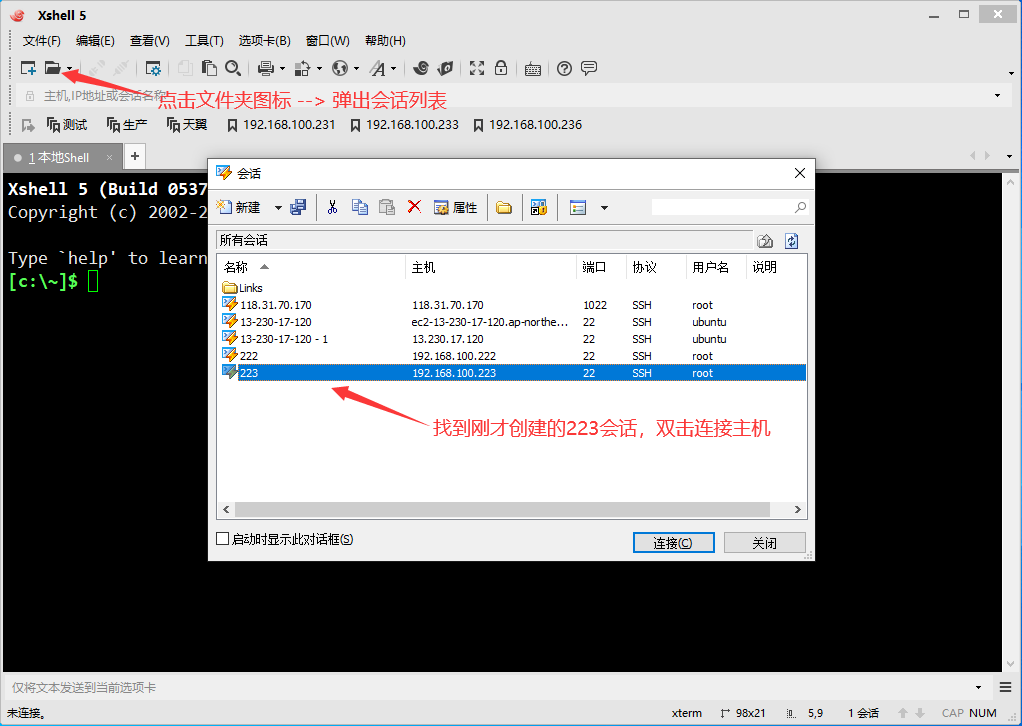 Xshell 5
文件(F) 编辑(E) 查看(V) 工具(T) 选项卡(B) 窗口(W) 帮助(H)
主机,IP地址或会话名称
点击文件夹图标 --> 弹出会话列表
测试 生产 天翼 192.168.100.231 192.168.100.233 192.168.100.236
1 本地Shell × +
会话
Xshell 5 (Build 0537
Copyright (c) 2002-2
Type `help' to learn
[c:\~]$
新建 属性
所有会话
名称 主机 端口 协议 用户名 说明
Links
118.31.70.170 118.31.70.170 1022 SSH root
13-230-17-120 ec2-13-230-17-120.ap-northe... 22 SSH ubuntu
13-230-17-120 - 1 13.230.17.120 22 SSH ubuntu
222 192.168.100.222 22 SSH root
223 192.168.100.223 22 SSH root
找到刚才创建的223会话，双击连接主机
启动时显示此对话框(S)
连接(C) 关闭
仅将文本发送到当前选项卡
未连接。 xterm 98x21 5,9 1 会话 CAP NUM